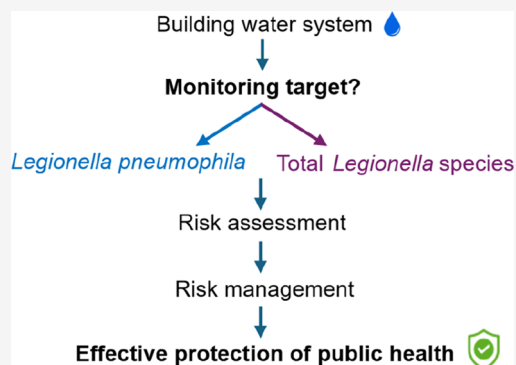 Building water system
Monitoring target?
Legionella pneumophila Total Legionella species
Risk assessment
Risk management
Effective protection of public health